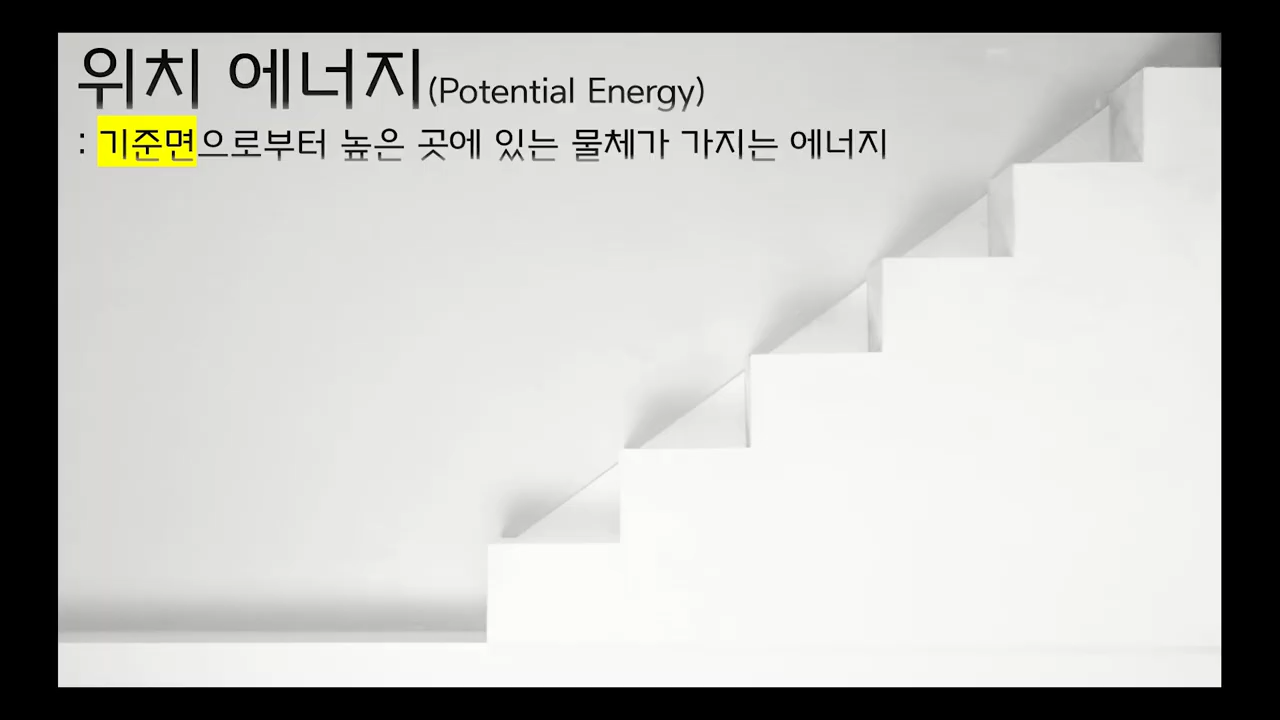 위치 에너지(Potential Energy)
: 기준면으로부터 높은 곳에 있는 물체가 가지는 에너지